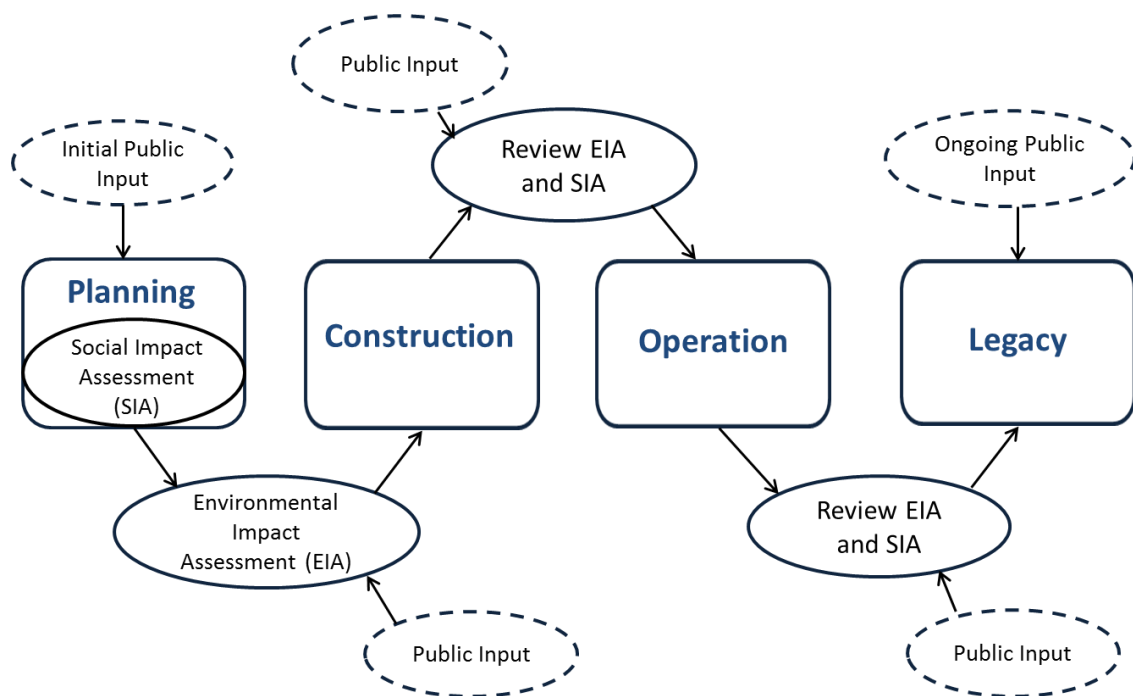 Public Input
Initial Public
Input
Review EIA
and SIA
Ongoing Public
Input
Planning
Social Impact
Assessment
(SIA)
Construction
Operation
Legacy
Environmental
Impact
Assessment (EIA)
Review EIA
and SIA
Public Input
Public Input